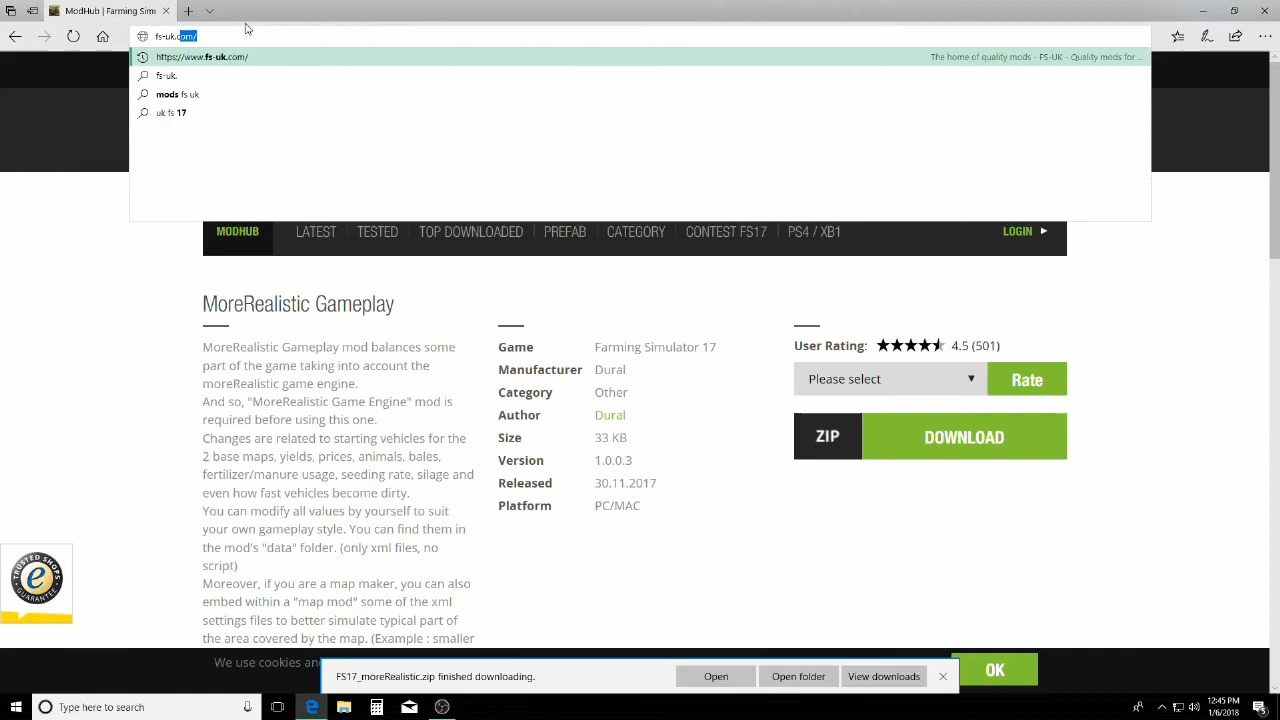 ModHub | Farming Simu
fs-uk.com/
https://www.fs-uk.com/ The home of quality mods - FS-UK - Quality mods for ...
fs-uk.
mods fs uk
uk fs 17
MODHUB LATEST TESTED TOP DOWNLOADED PREFAB CATEGORY CONTEST FS17 PS4 / XB1 LOGIN
MoreRealistic Gameplay
MoreRealistic Gameplay mod balances some
part of the game taking into account the
moreRealistic game engine.
And so, "MoreRealistic Game Engine" mod is
required before using this one.
Changes are related to starting vehicles for the
2 base maps, yields, prices, animals, bales,
fertilizer/manure usage, seeding rate, silage and
even how fast vehicles become dirty.
You can modify all values by yourself to suit
your own gameplay style. You can find them in
the mod's "data" folder. (only xml files, no
script)
Moreover, if you are a map maker, you can also
embed within a "map mod" some of the xml
settings files to better simulate typical part of
the area covered by the map. (Example : smaller
Game Farming Simulator 17
Manufacturer Dural
Category Other
Author Dural
Size 33 KB
Version 1.0.0.3
Released 30.11.2017
Platform PC/MAC
User Rating: 4.5 (501)
Please select Rate
ZIP DOWNLOAD
TRUSTED SHOPS
GUARANTEE
We use cookies an OK
FS17_moreRealistic.zip finished downloading. Open Open folder View downloads
Type here to search
12:45 PM
1/6/2018